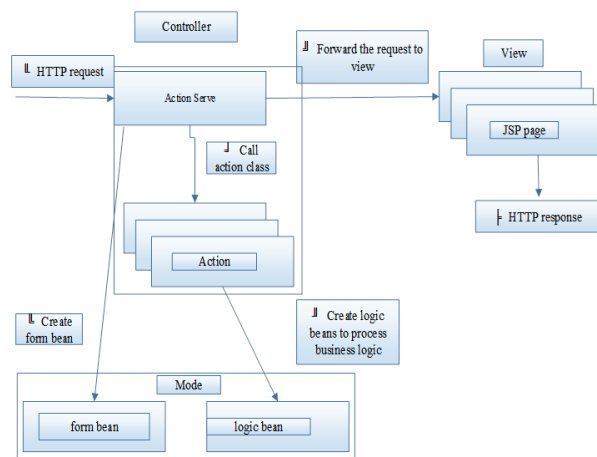 Controller
╙ HTTP request
╜ Forward the request to
view
View
Action Serve
JSP page
╛ Call
action class
╞ HTTP response
Action
╙ Create
form bean
╜ Create logic
beans to process
business logic
Mode
form bean
logic bean